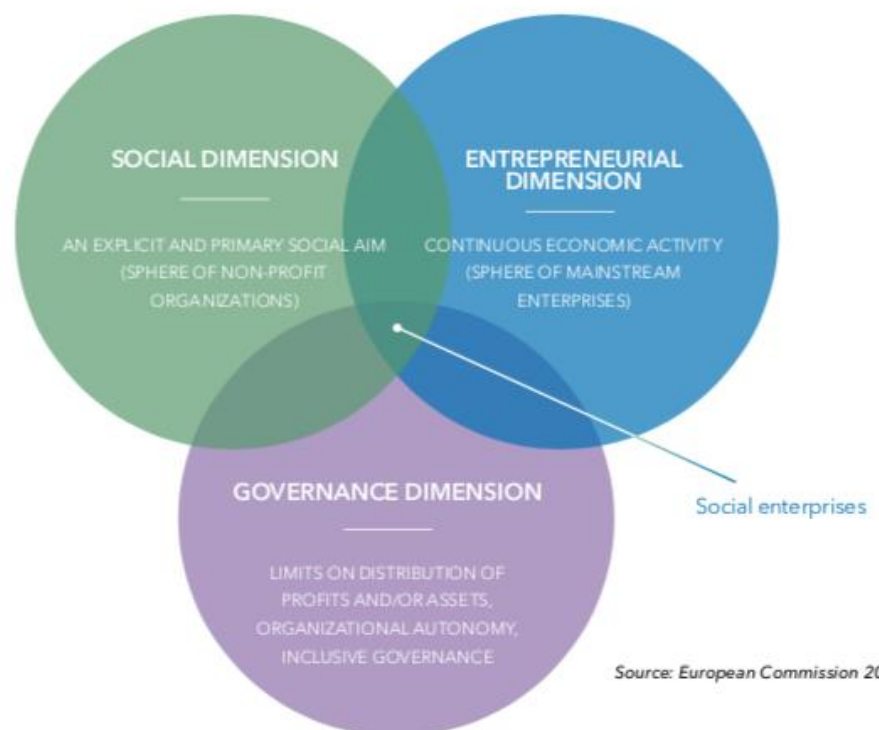 SOCIAL DIMENSION
AN EXPLICIT AND PRIMARY SOCIAL AIM
(SPHERE OF NON-PROFIT
ORGANIZATIONS)
ENTREPRENEURIAL
DIMENSION
CONTINUOUS ECONOMIC ACTIVITY
(SPHERE OF MAINSTREAM
ENTERPRISES)
GOVERNANCE DIMENSION
LIMITS ON DISTRIBUTION OF
PROFITS AND/OR ASSETS,
ORGANIZATIONAL AUTONOMY,
INCLUSIVE GOVERNANCE
Social enterprises
Source: European Commission 20